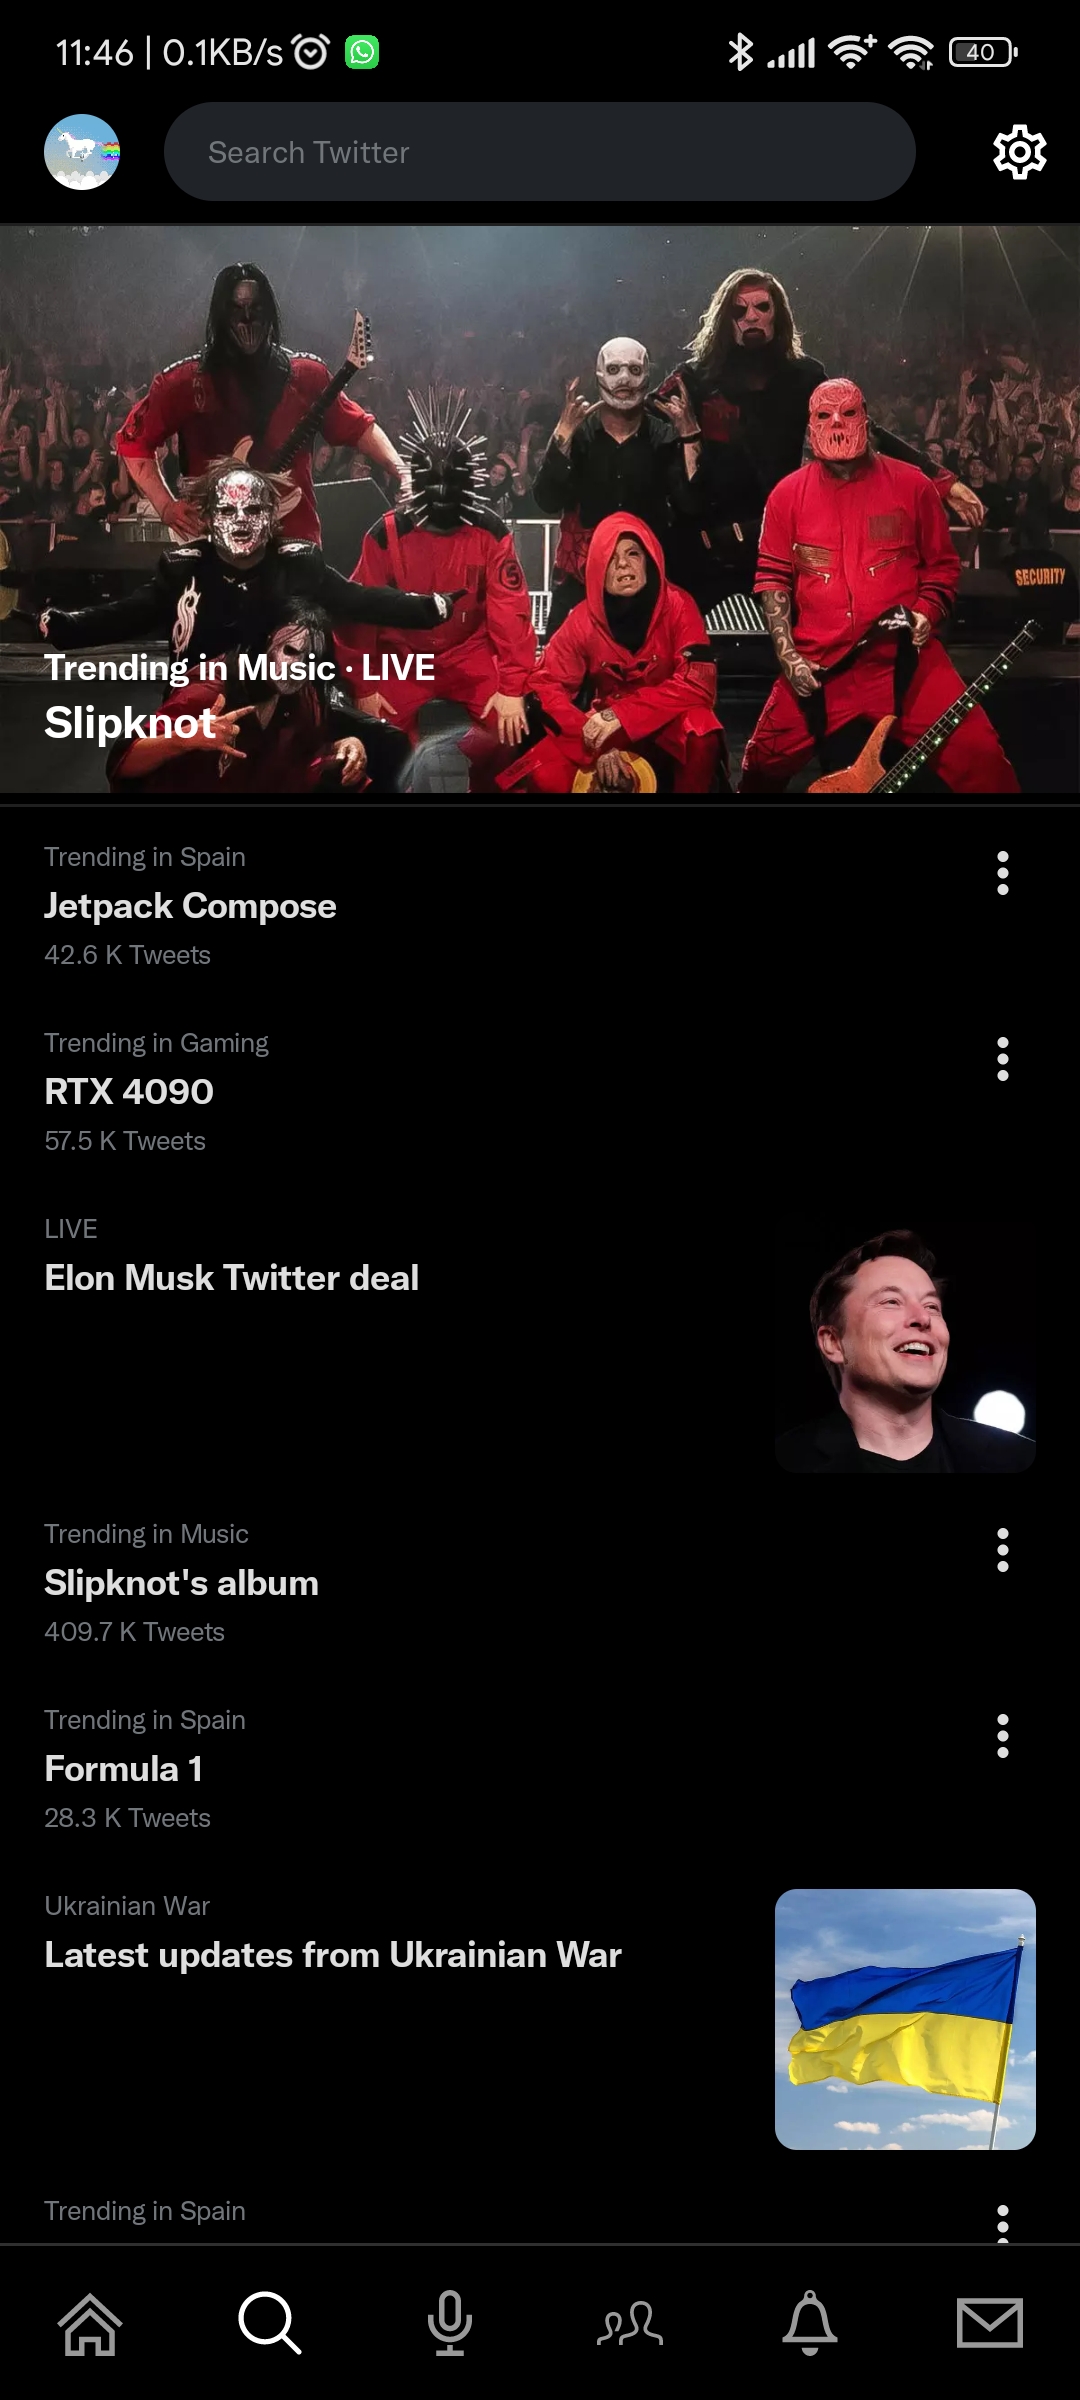 11:46 | 0.1KB/s
40
Search Twitter
SECURITY
Trending in Music · LIVE
Slipknot
Trending in Spain
Jetpack Compose
42.6 K Tweets
Trending in Gaming
RTX 4090
57.5 K Tweets
LIVE
Elon Musk Twitter deal
Trending in Music
Slipknot's album
409.7 K Tweets
Trending in Spain
Formula 1
28.3 K Tweets
Ukrainian War
Latest updates from Ukrainian War
Trending in Spain